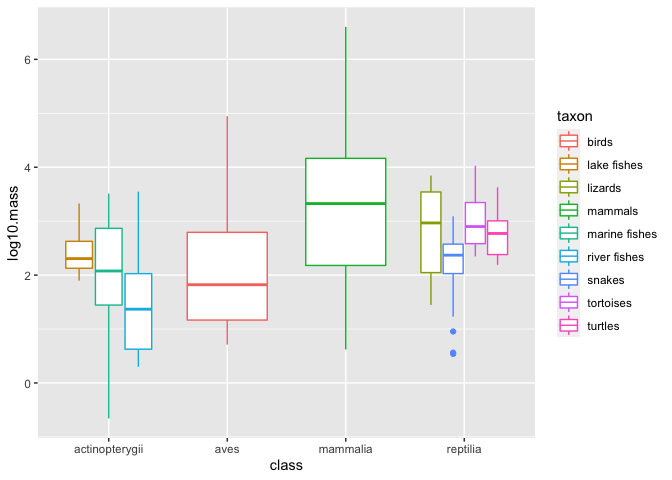 taxon
birds
lake fishes
lizards
mammals
marine fishes
river fishes
snakes
tortoises
turtles
log10.mass
6
4
2
0
actinopterygii aves mammalia reptilia
class